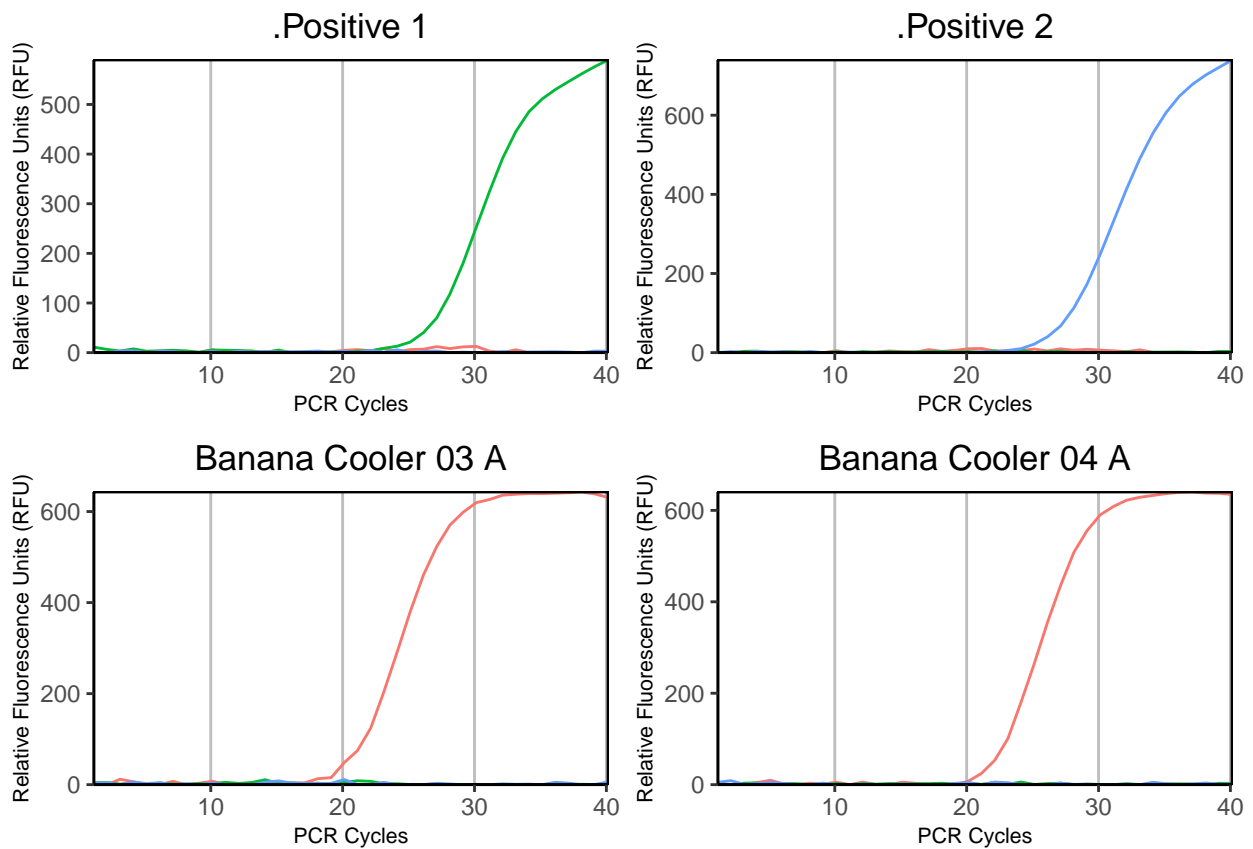 .Positive 1
Relative Fluorescence Units (RFU)
500
400
300
200
100
0
10 20 30 40
PCR Cycles
.Positive 2
Relative Fluorescence Units (RFU)
600
400
200
0
10 20 30 40
PCR Cycles
Banana Cooler 03 A
Relative Fluorescence Units (RFU)
600
400
200
0
10 20 30 40
PCR Cycles
Banana Cooler 04 A
Relative Fluorescence Units (RFU)
600
400
200
0
10 20 30 40
PCR Cycles